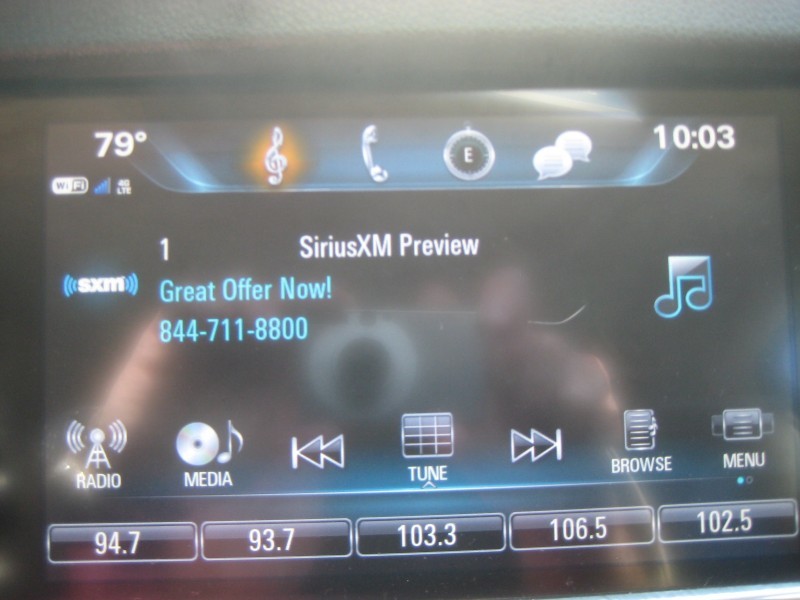 79° E 10:03
WiFi 4G LTE
1 SiriusXM Preview
sxm
Great Offer Now!
844-711-8800
RADIO MEDIA TUNE BROWSE MENU
94.7 93.7 103.3 106.5 102.5